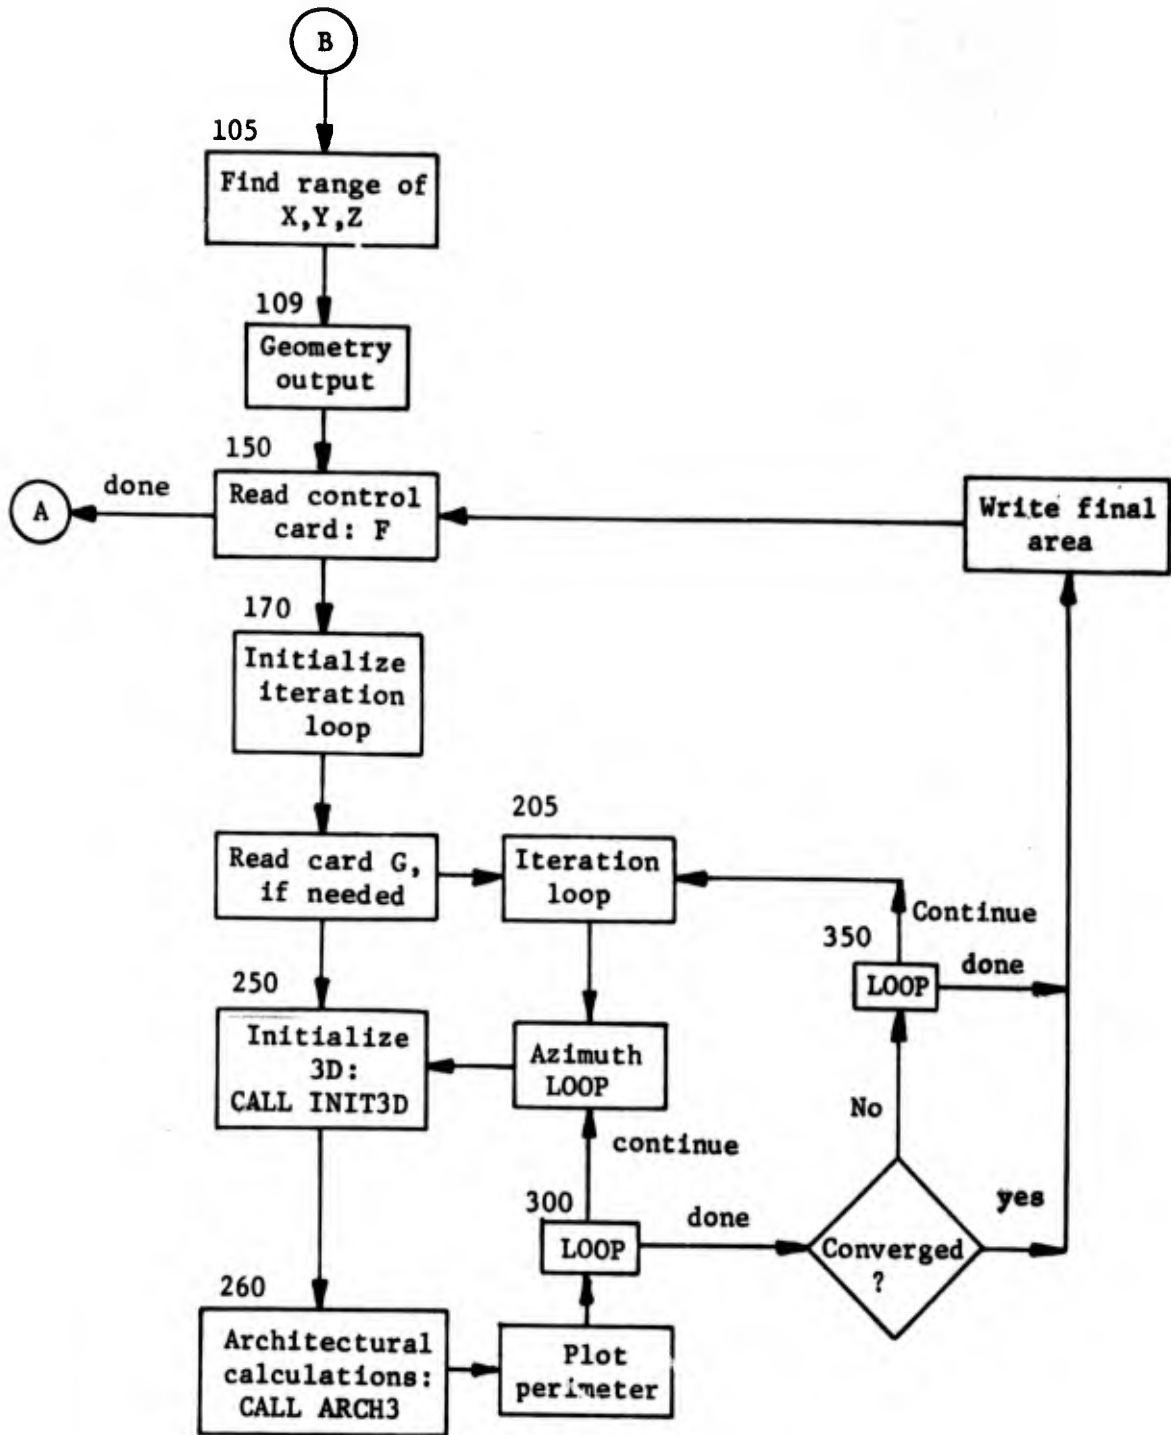 B
105
Find range of
X,Y,Z
109
Geometry
output
150
A
done
Read control
card: F
Write final
area
170
Initialize
iteration
loop
205
Read card G,
if needed
Iteration
loop
Continue
350
LOOP
done
250
Initialize
3D:
CALL INIT3D
Azimuth
LOOP
No
continue
300
LOOP
done
yes
Converged
?
260
Architectural
calculations:
CALL ARCH3
Plot
perimeter